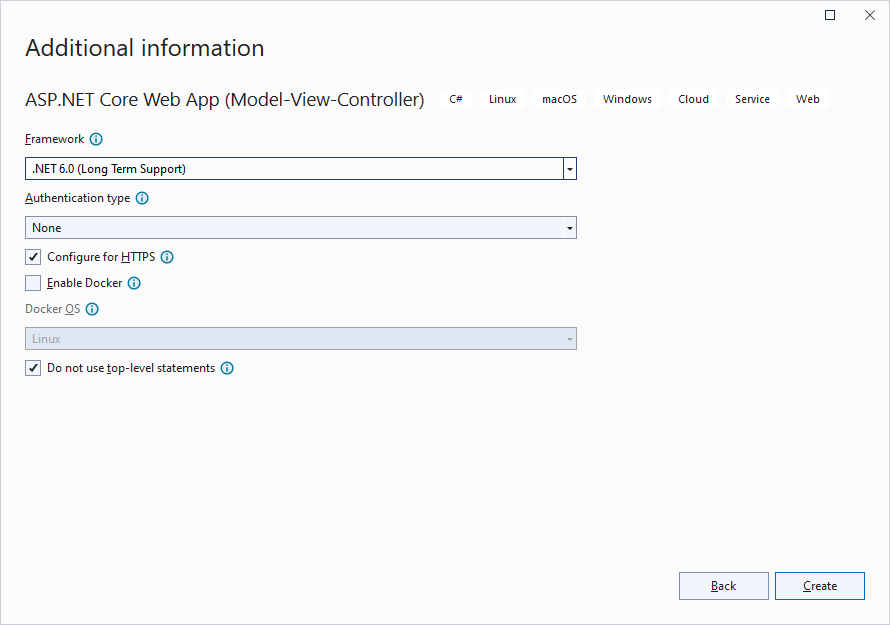 Additional information
ASP.NET Core Web App (Model-View-Controller) C# Linux macOS Windows Cloud Service Web
Framework
.NET 6.0 (Long Term Support)
Authentication type
None
Configure for HTTPS
Enable Docker
Docker OS
Linux
Do not use top-level statements
Back Create